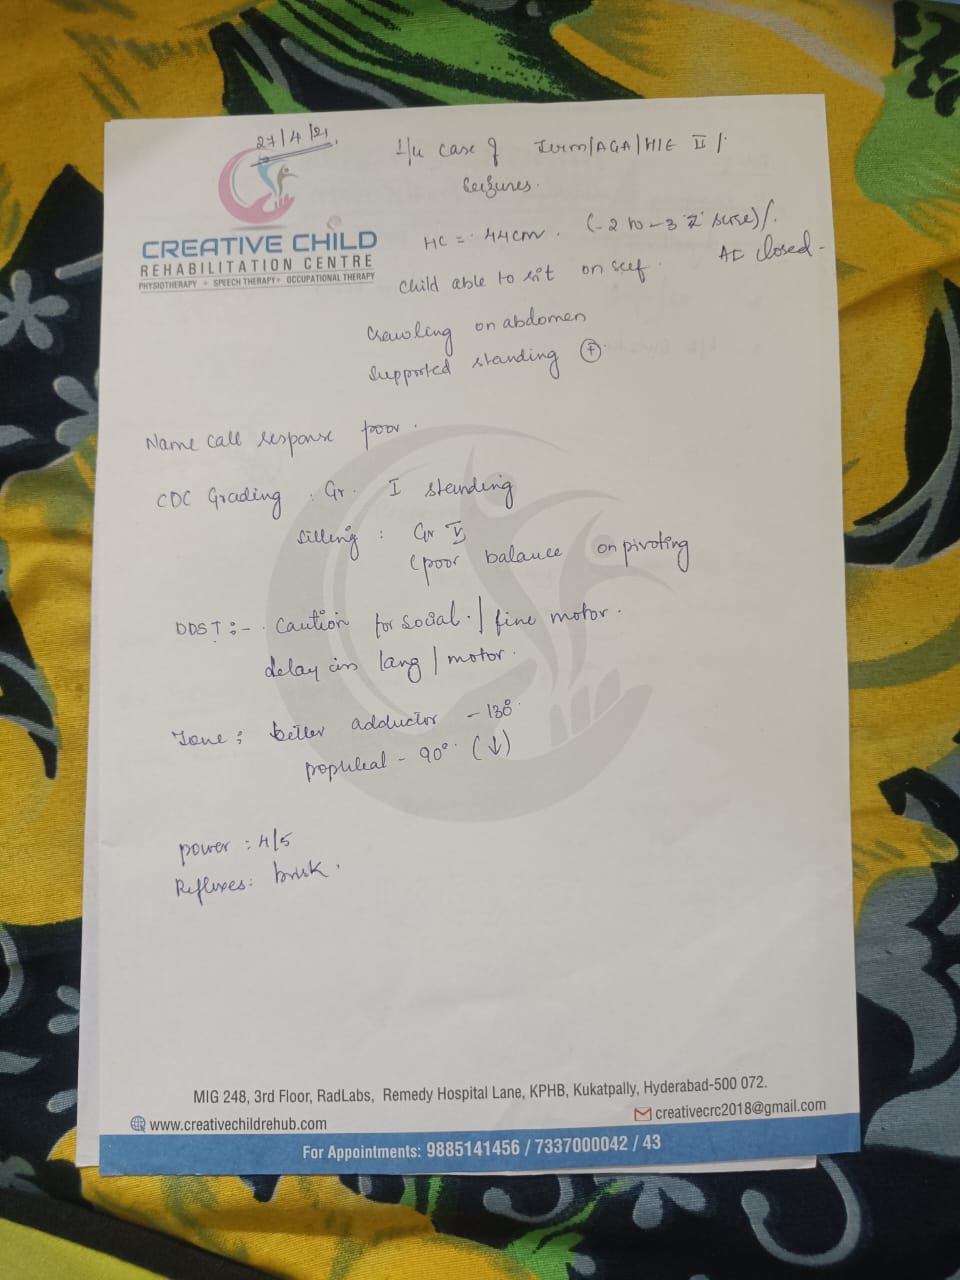 27/4/21.
f/u case of Term/AGA/HIE II /.
seizures.
CREATIVE CHILD
REHABILITATION CENTRE
PHYSIOTHERAPY • SPEECH THERAPY • OCCUPATIONAL THERAPY
HC = 44cm. (-2 to -3 'Z' score)/.
AF closed -
child able to sit on self.
Crawling on abdomen
Supported standing +
Name call response poor.
CDC Grading : Gr. I standing
Sitting : Gr V
(poor balance on pivoting
DDST :- . Caution for social. / fine motor.
delay in lang / motor.
Tone : better adductor - 130°.
popliteal - 90°. (↓)
power : 4/5
Reflexes: brisk.
MIG 248, 3rd Floor, RadLabs, Remedy Hospital Lane, KPHB, Kukatpally, Hyderabad-500 072.
www.creativechildrehub.com
creativecrc2018@gmail.com
For Appointments: 9885141456 / 7337000042 / 43